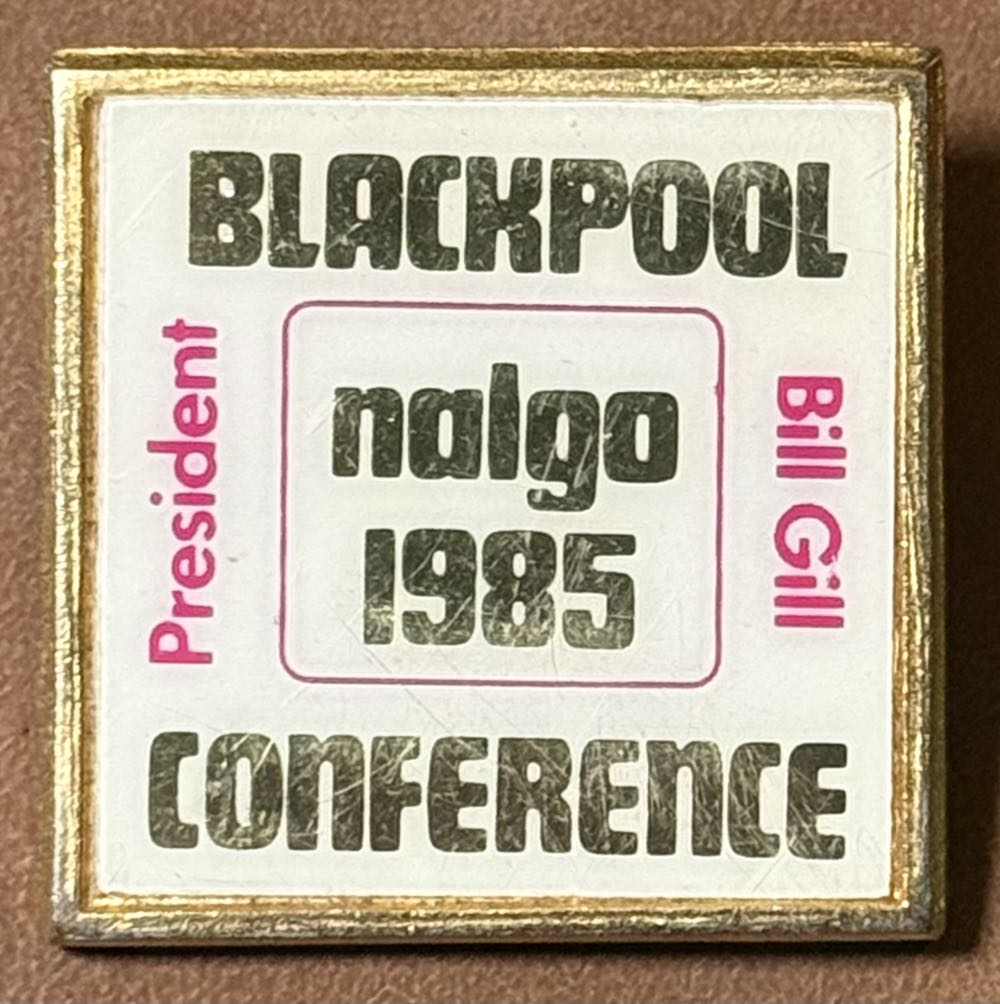 BLACKPOOL
President
nalgo
1985
Bill Gill
CONFERENCE